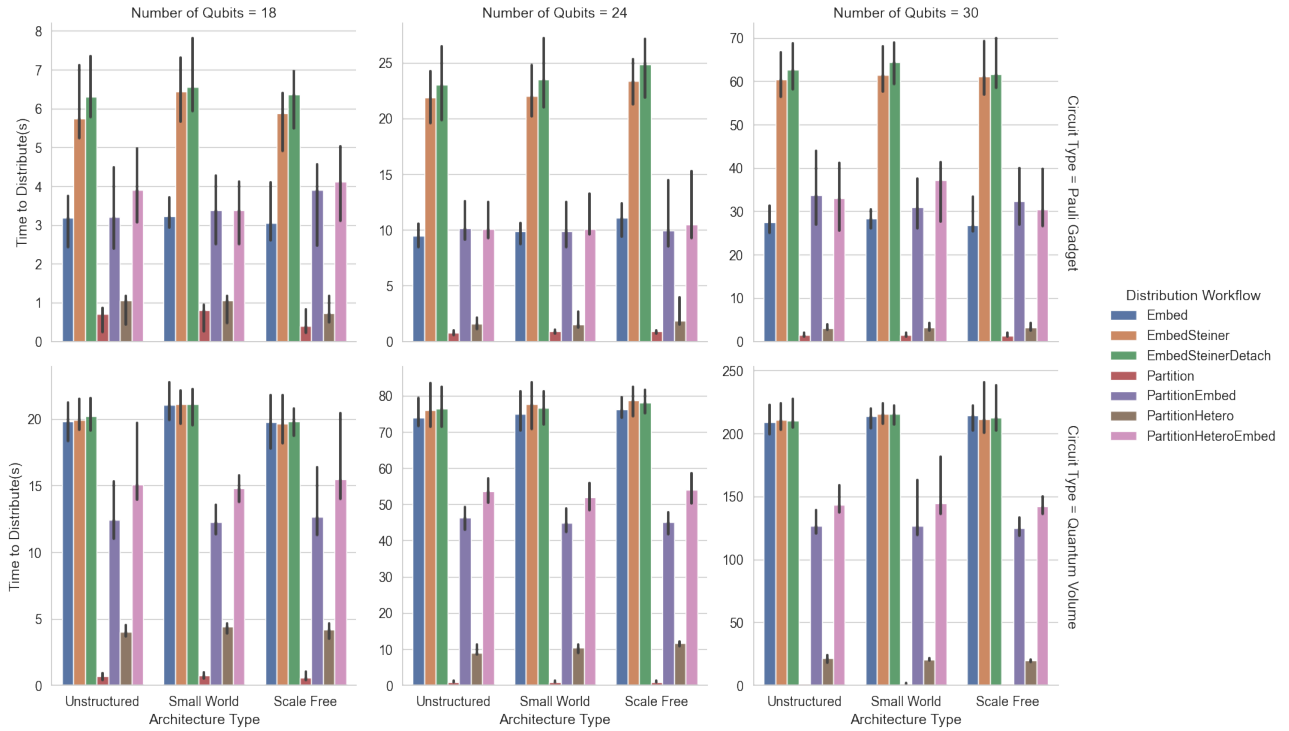 Number of Qubits = 18
Number of Qubits = 24
Number of Qubits = 30
Time to Distribute(s)
8
7
6
5
4
3
2
1
0
25
20
15
10
5
0
70
60
50
40
30
20
10
0
Circuit Type = Pauli Gadget
Time to Distribute(s)
20
15
10
5
0
80
70
60
50
40
30
20
10
0
250
200
150
100
50
0
Circuit Type = Quantum Volume
Unstructured Small World Scale Free
Architecture Type
Unstructured Small World Scale Free
Architecture Type
Unstructured Small World Scale Free
Architecture Type
Distribution Workflow
Embed
EmbedSteiner
EmbedSteinerDetach
Partition
PartitionEmbed
PartitionHetero
PartitionHeteroEmbed